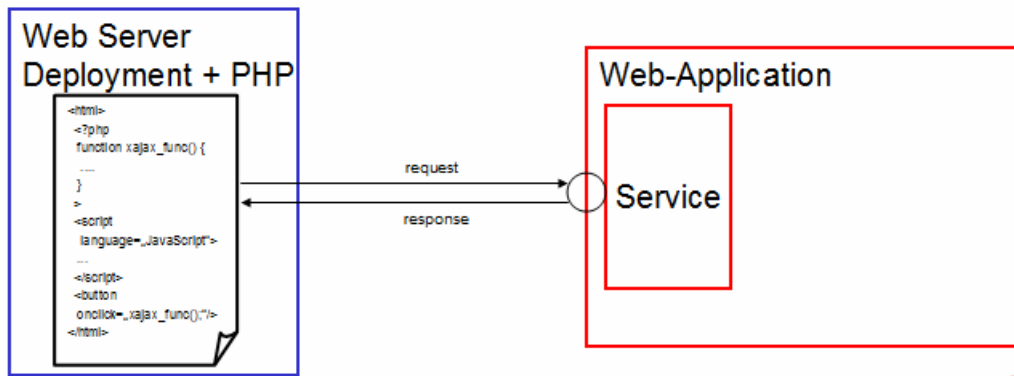 Web Server
Deployment + PHP
<html>
<?php
function xajax_func() {
....
}
>
<script
language=„JavaScript">
...
</script>
<button
onclick=„xajax_func();"/>
</html>
request
response
Web-Application
Service